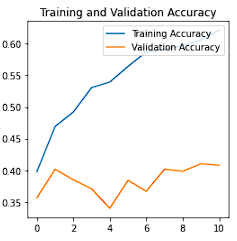 Training and Validation Accuracy
Training Accuracy
Validation Accuracy
0.60
0.55
0.50
0.45
0.40
0.35
0 2 4 6 8 10